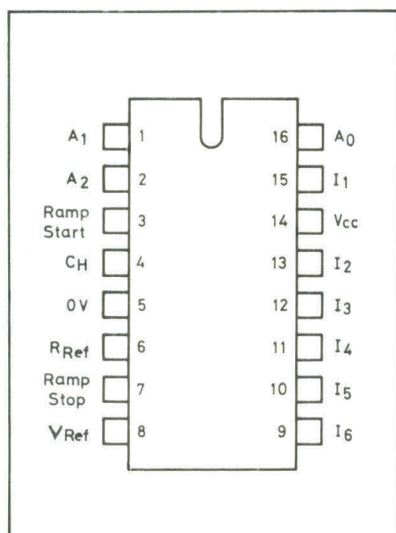 A1 1 16 A0
A2 2 15 I1
Ramp
Start 3 14 Vcc
CH 4 13 I2
0V 5 12 I3
RRef 6 11 I4
Ramp
Stop 7 10 I5
VRef 8 9 I6